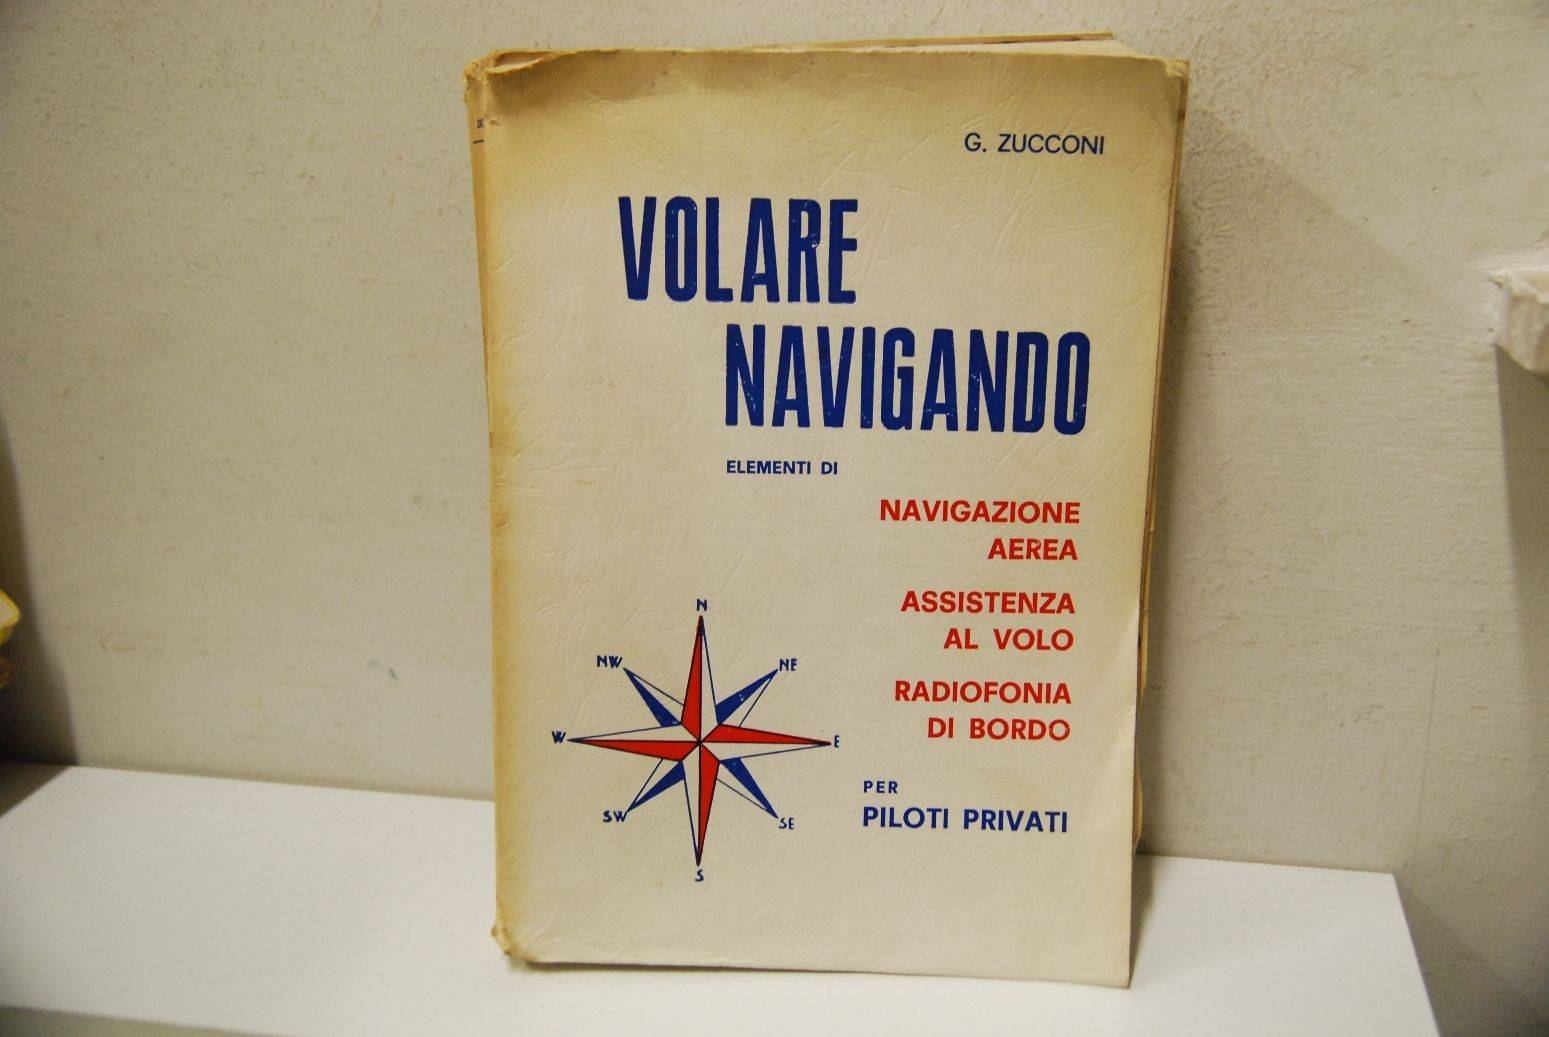 G. ZUCCONI
VOLARE
NAVIGANDO
ELEMENTI DI
NAVIGAZIONE
AEREA
ASSISTENZA
AL VOLO
RADIOFONIA
DI BORDO
PER
PILOTI PRIVATI
N
NW NE
W E
SW SE
S